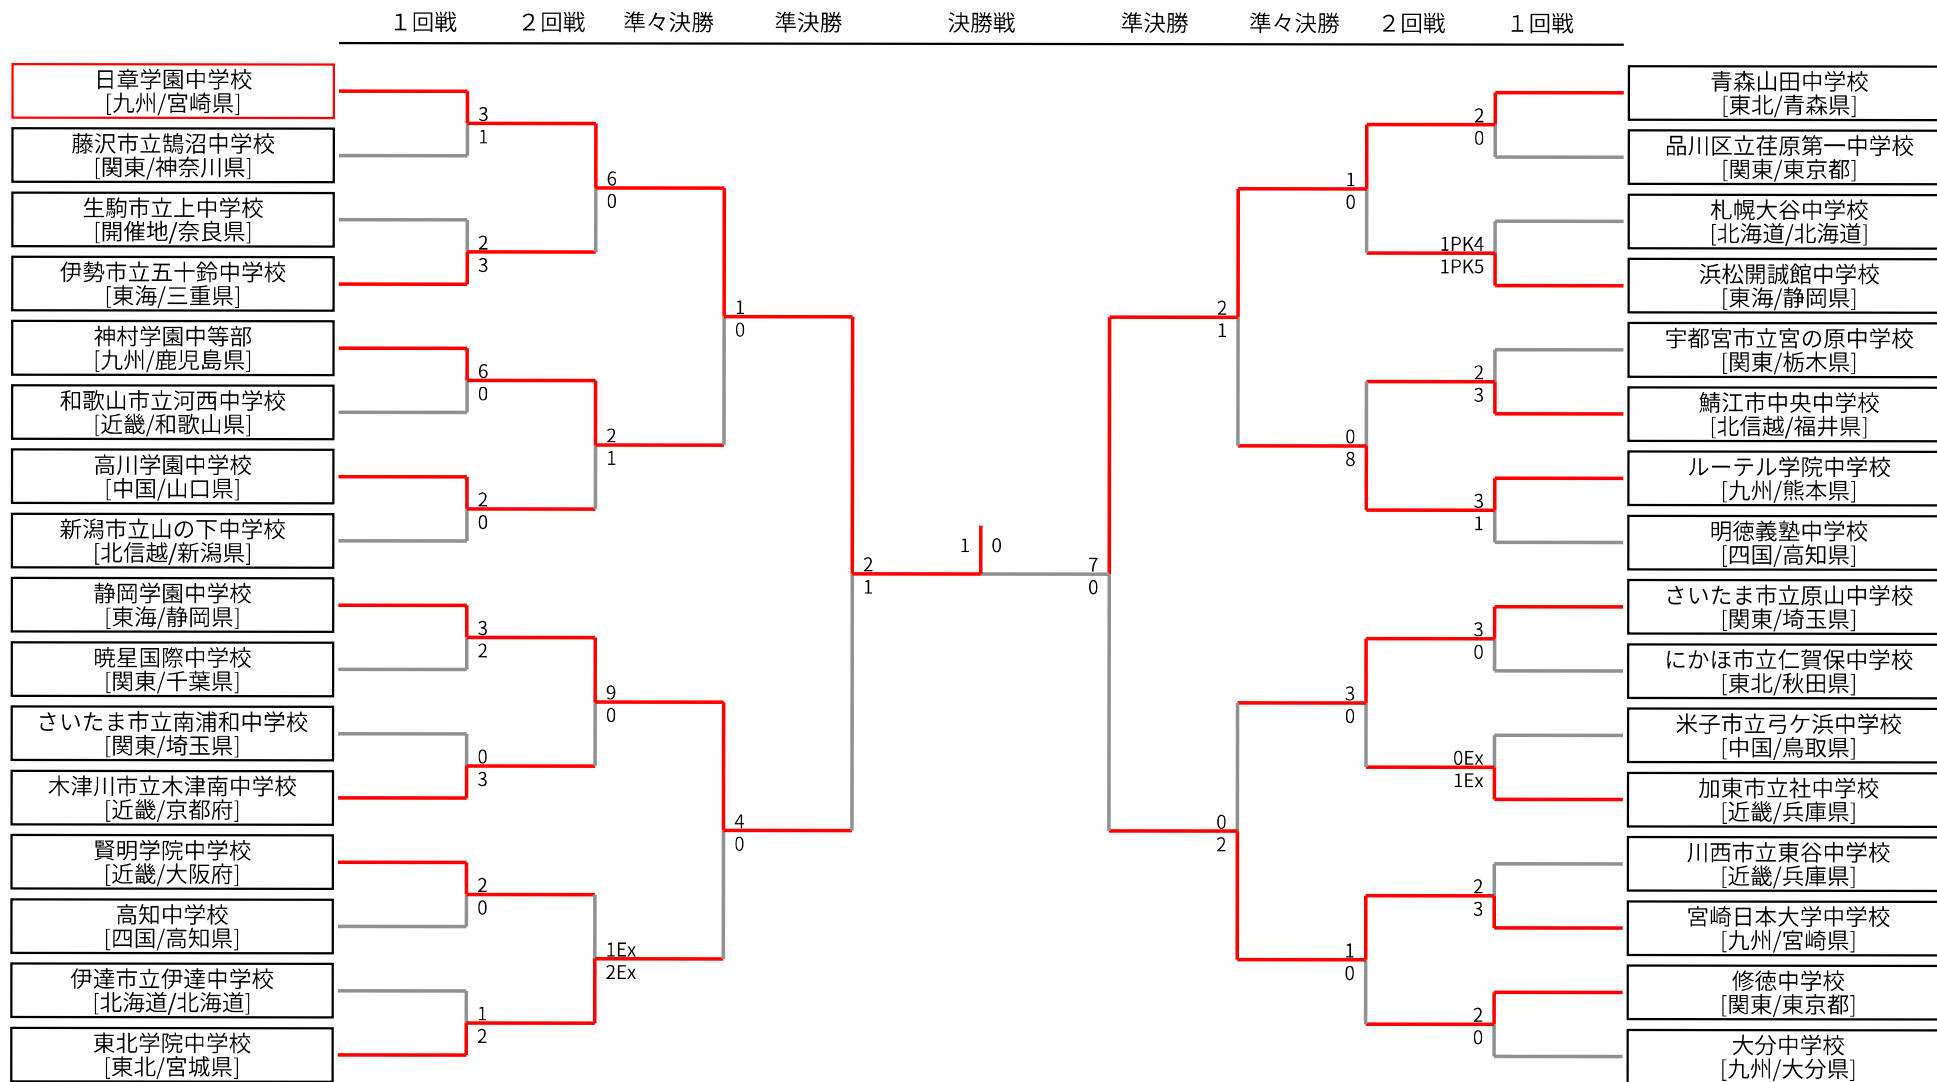 １回戦
２回戦
準々決勝
準決勝
決勝戦
準決勝
準々決勝
２回戦
１回戦
日章学園中学校
[九州/宮崎県]
藤沢市立鵠沼中学校
[関東/神奈川県]
生駒市立上中学校
[開催地/奈良県]
伊勢市立五十鈴中学校
[東海/三重県]
神村学園中等部
[九州/鹿児島県]
和歌山市立河西中学校
[近畿/和歌山県]
高川学園中学校
[中国/山口県]
新潟市立山の下中学校
[北信越/新潟県]
静岡学園中学校
[東海/静岡県]
暁星国際中学校
[関東/千葉県]
さいたま市立南浦和中学校
[関東/埼玉県]
木津川市立木津南中学校
[近畿/京都府]
賢明学院中学校
[近畿/大阪府]
高知中学校
[四国/高知県]
伊達市立伊達中学校
[北海道/北海道]
東北学院中学校
[東北/宮城県]
3
1
2
3
6
0
2
0
3
2
0
3
2
0
1
2
6
0
2
1
9
0
1Ex
2Ex
1
0
4
0
2
1
1
0
7
0
2
1
0
2
1
0
0
8
3
0
1
0
2
0
1PK4
1PK5
2
3
3
1
3
0
0Ex
1Ex
2
3
2
0
青森山田中学校
[東北/青森県]
品川区立荏原第一中学校
[関東/東京都]
札幌大谷中学校
[北海道/北海道]
浜松開誠館中学校
[東海/静岡県]
宇都宮市立宮の原中学校
[関東/栃木県]
鯖江市中央中学校
[北信越/福井県]
ルーテル学院中学校
[九州/熊本県]
明徳義塾中学校
[四国/高知県]
さいたま市立原山中学校
[関東/埼玉県]
にかほ市立仁賀保中学校
[東北/秋田県]
米子市立弓ケ浜中学校
[中国/鳥取県]
加東市立社中学校
[近畿/兵庫県]
川西市立東谷中学校
[近畿/兵庫県]
宮崎日本大学中学校
[九州/宮崎県]
修徳中学校
[関東/東京都]
大分中学校
[九州/大分県]